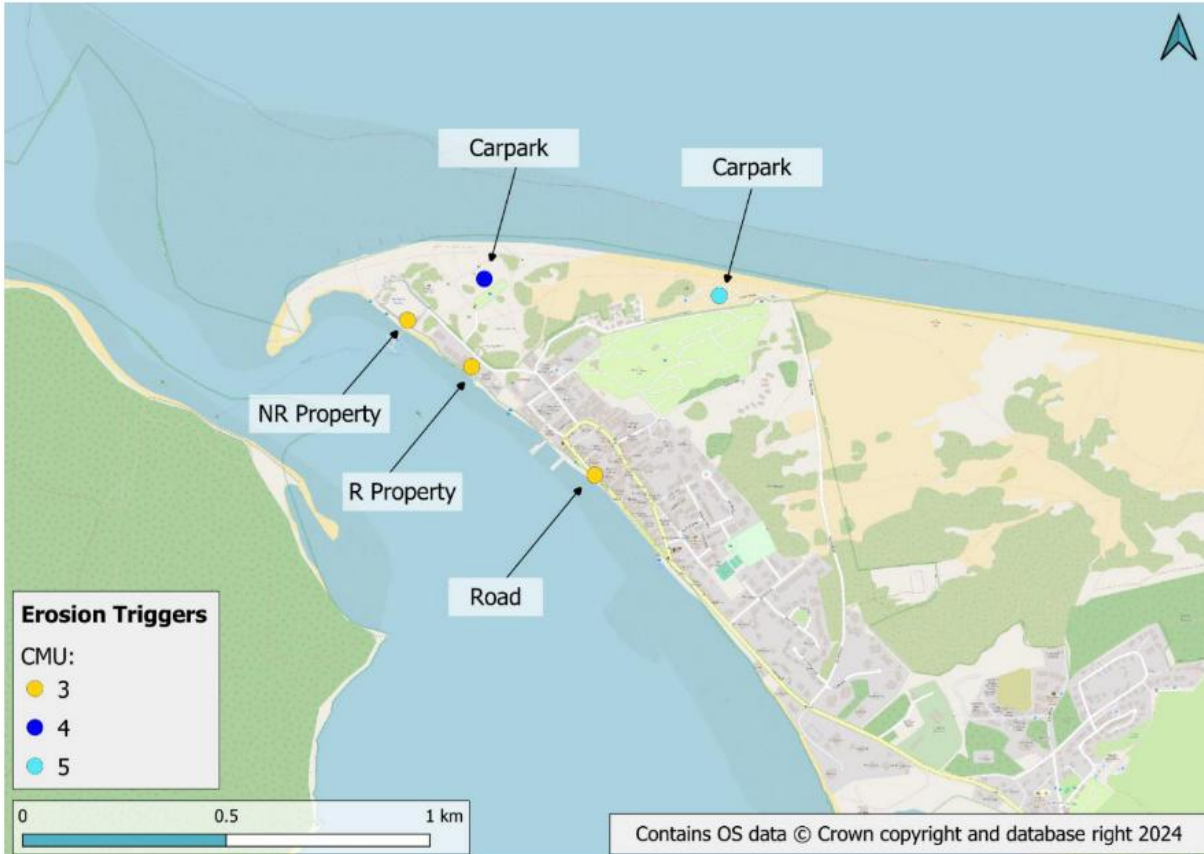 Carpark
Carpark
NR Property
R Property
Road
Erosion Triggers
CMU:
3
4
5
0 0.5 1 km
Contains OS data © Crown copyright and database right 2024